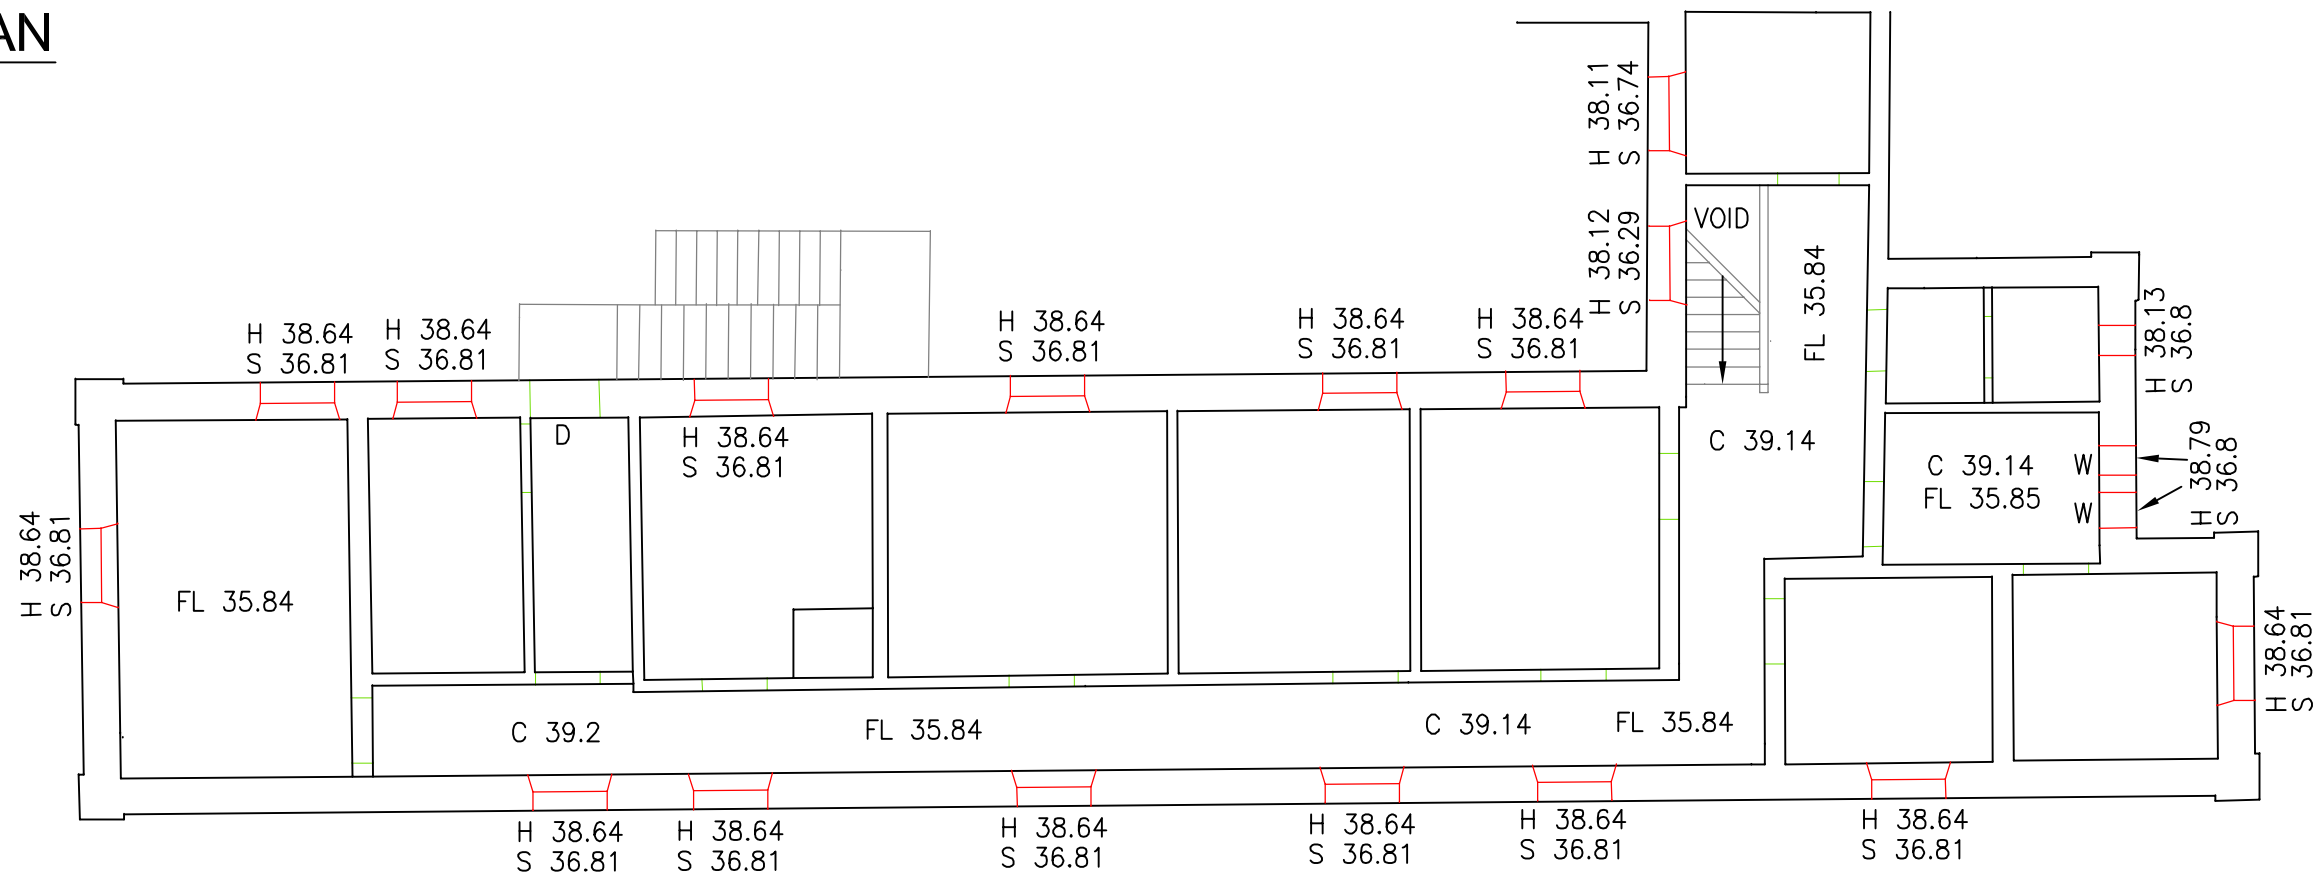 AN
H 38.11
S 36.74
H 38.12
S 36.29
VOID
FL 35.84
H 38.64
S 36.81
H 38.64
S 36.81
H 38.64
S 36.81
H 38.64
S 36.81
H 38.64
S 36.81
H 38.13
S 36.8
D
H 38.64
S 36.81
C 39.14
C 39.14
FL 35.85
W
W
H 38.79
S 36.8
H 38.64
S 36.81
FL 35.84
H 38.64
S 36.81
C 39.2
FL 35.84
C 39.14
FL 35.84
H 38.64
S 36.81
H 38.64
S 36.81
H 38.64
S 36.81
H 38.64
S 36.81
H 38.64
S 36.81
H 38.64
S 36.81